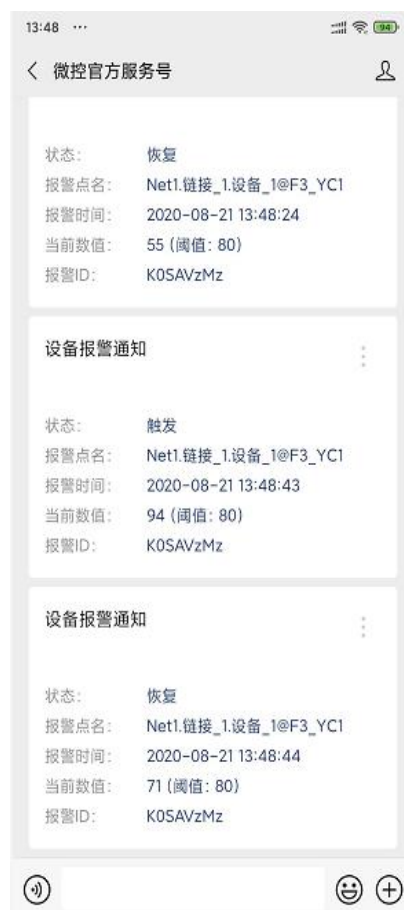 13:48 ···
94
微控官方服务号
状态： 恢复
报警点名： Net1.链接_1.设备_1@F3_YC1
报警时间： 2020-08-21 13:48:24
当前数值： 55 (阈值: 80)
报警ID： K0SAVzMz
设备报警通知
状态： 触发
报警点名： Net1.链接_1.设备_1@F3_YC1
报警时间： 2020-08-21 13:48:43
当前数值： 94 (阈值: 80)
报警ID： K0SAVzMz
设备报警通知
状态： 恢复
报警点名： Net1.链接_1.设备_1@F3_YC1
报警时间： 2020-08-21 13:48:44
当前数值： 71 (阈值: 80)
报警ID： K0SAVzMz